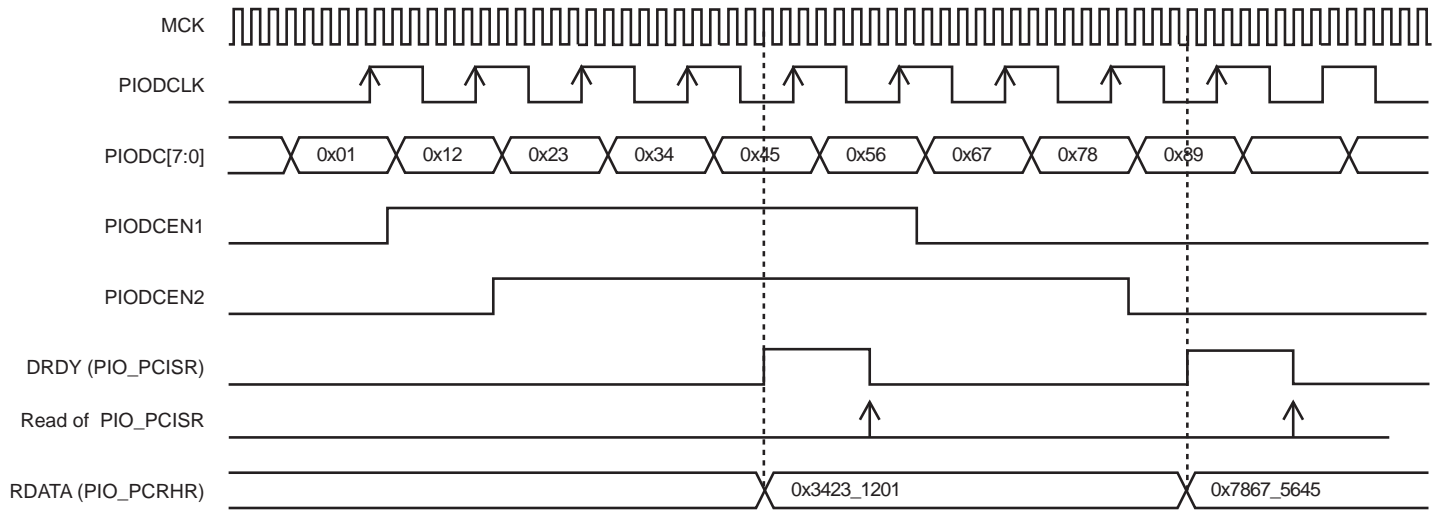 MCK
PIODCLK
PIODC[7:0] 0x01 0x12 0x23 0x34 0x45 0x56 0x67 0x78 0x89
PIODCEN1
PIODCEN2
DRDY (PIO_PCISR)
Read of PIO_PCISR
RDATA (PIO_PCRHR) 0x3423_1201 0x7867_5645